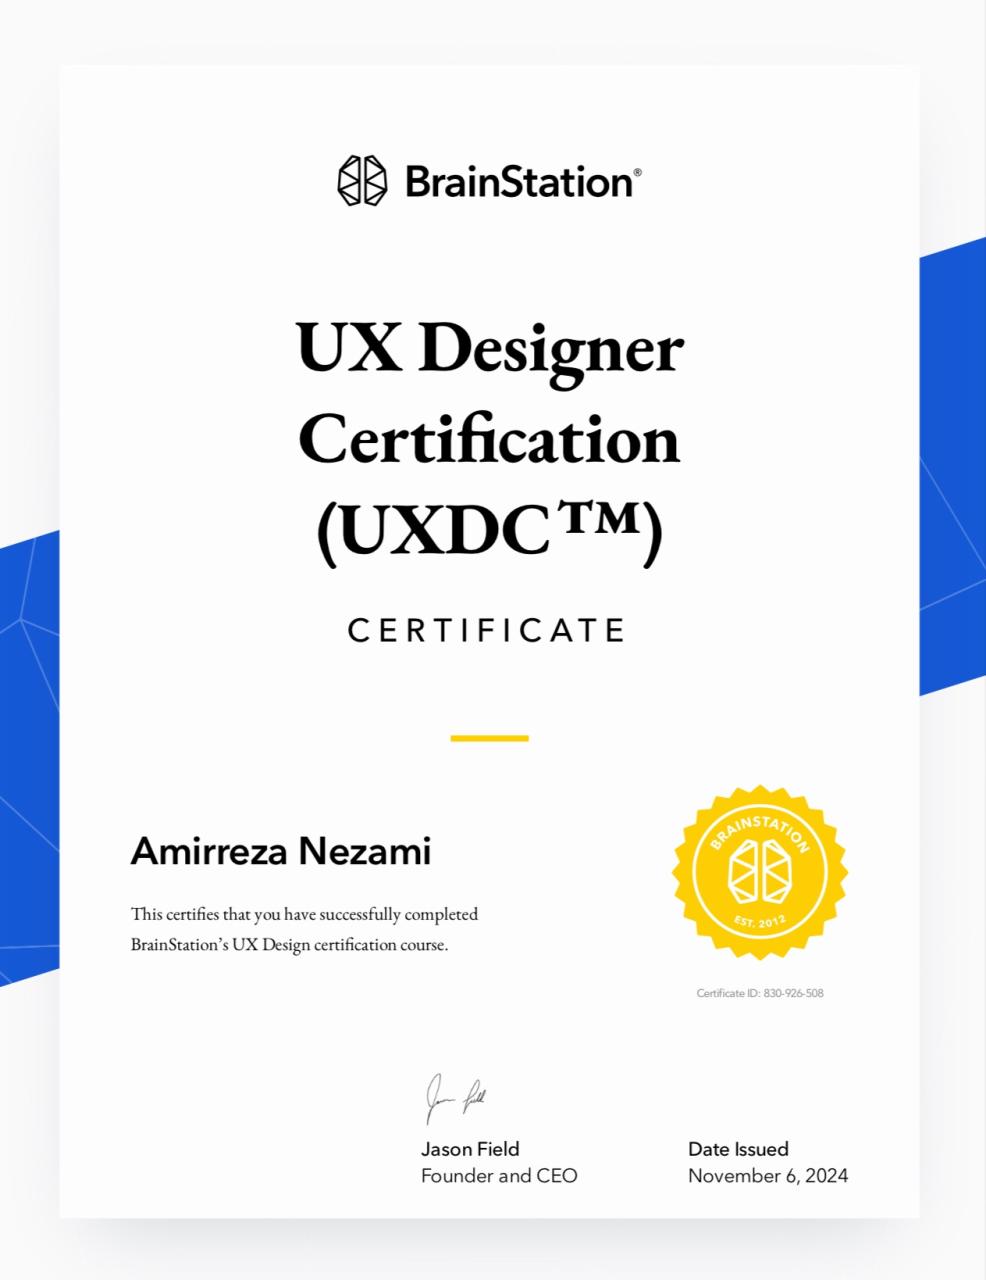 BrainStation®
UX Designer
Certification
(UXDC™)
CERTIFICATE
Amirreza Nezami
This certifies that you have successfully completed
BrainStation’s UX Design certification course.
BRAINSTATION
EST. 2012
Certificate ID: 830-926-508
Jason Field
Founder and CEO
Date Issued
November 6, 2024